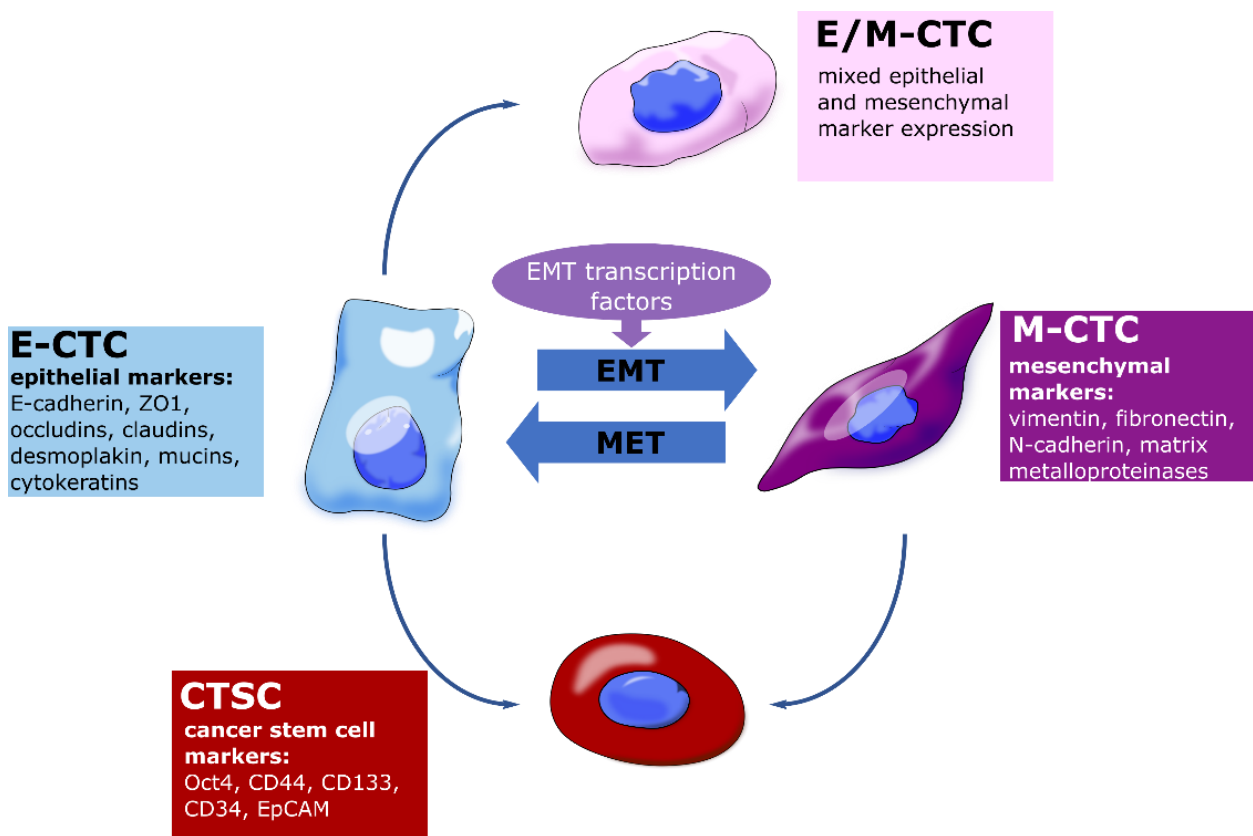 E/M-CTC
mixed epithelial
and mesenchymal
marker expression
EMT transcription
factors
E-CTC
epithelial markers:
E-cadherin, ZO1,
occludins, claudins,
desmoplakin, mucins,
cytokeratins
EMT
MET
M-CTC
mesenchymal
markers:
vimentin, fibronectin,
N-cadherin, matrix
metalloproteinases
CTSC
cancer stem cell
markers:
Oct4, CD44, CD133,
CD34, EpCAM